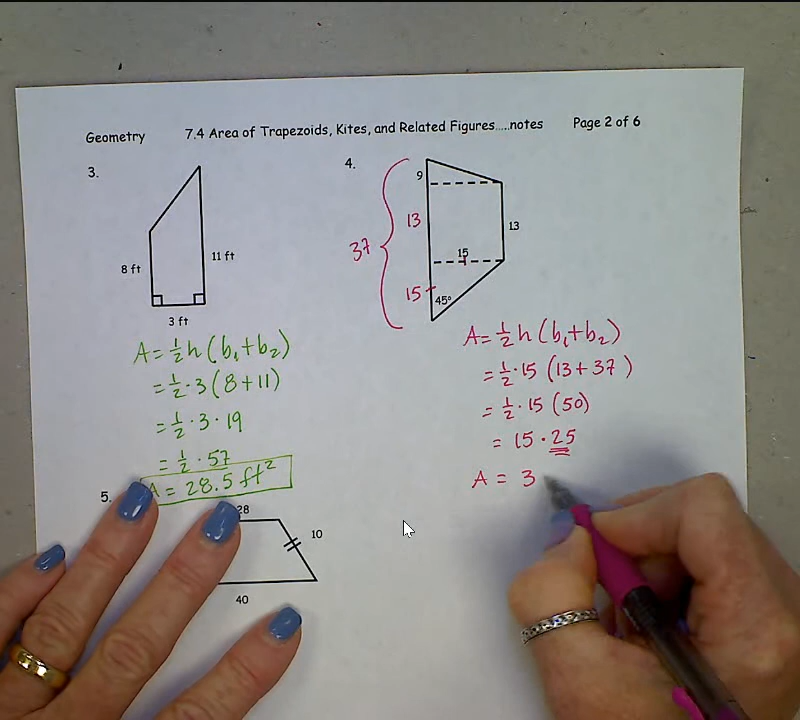 Geometry 7.4 Area of Trapezoids, Kites, and Related Figures.....notes Page 2 of 6
3.
8 ft
11 ft
3 ft
A = ½ h (b₁ + b₂)
= ½ · 3 (8 + 11)
= ½ · 3 · 19
= ½ · 57
A = 28.5 ft²
4.
9
13
37
13
15
15
45°
A = ½ h (b₁ + b₂)
= ½ · 15 (13 + 37)
= ½ · 15 (50)
= 15 · 25
A = 3
5.
28
10
40